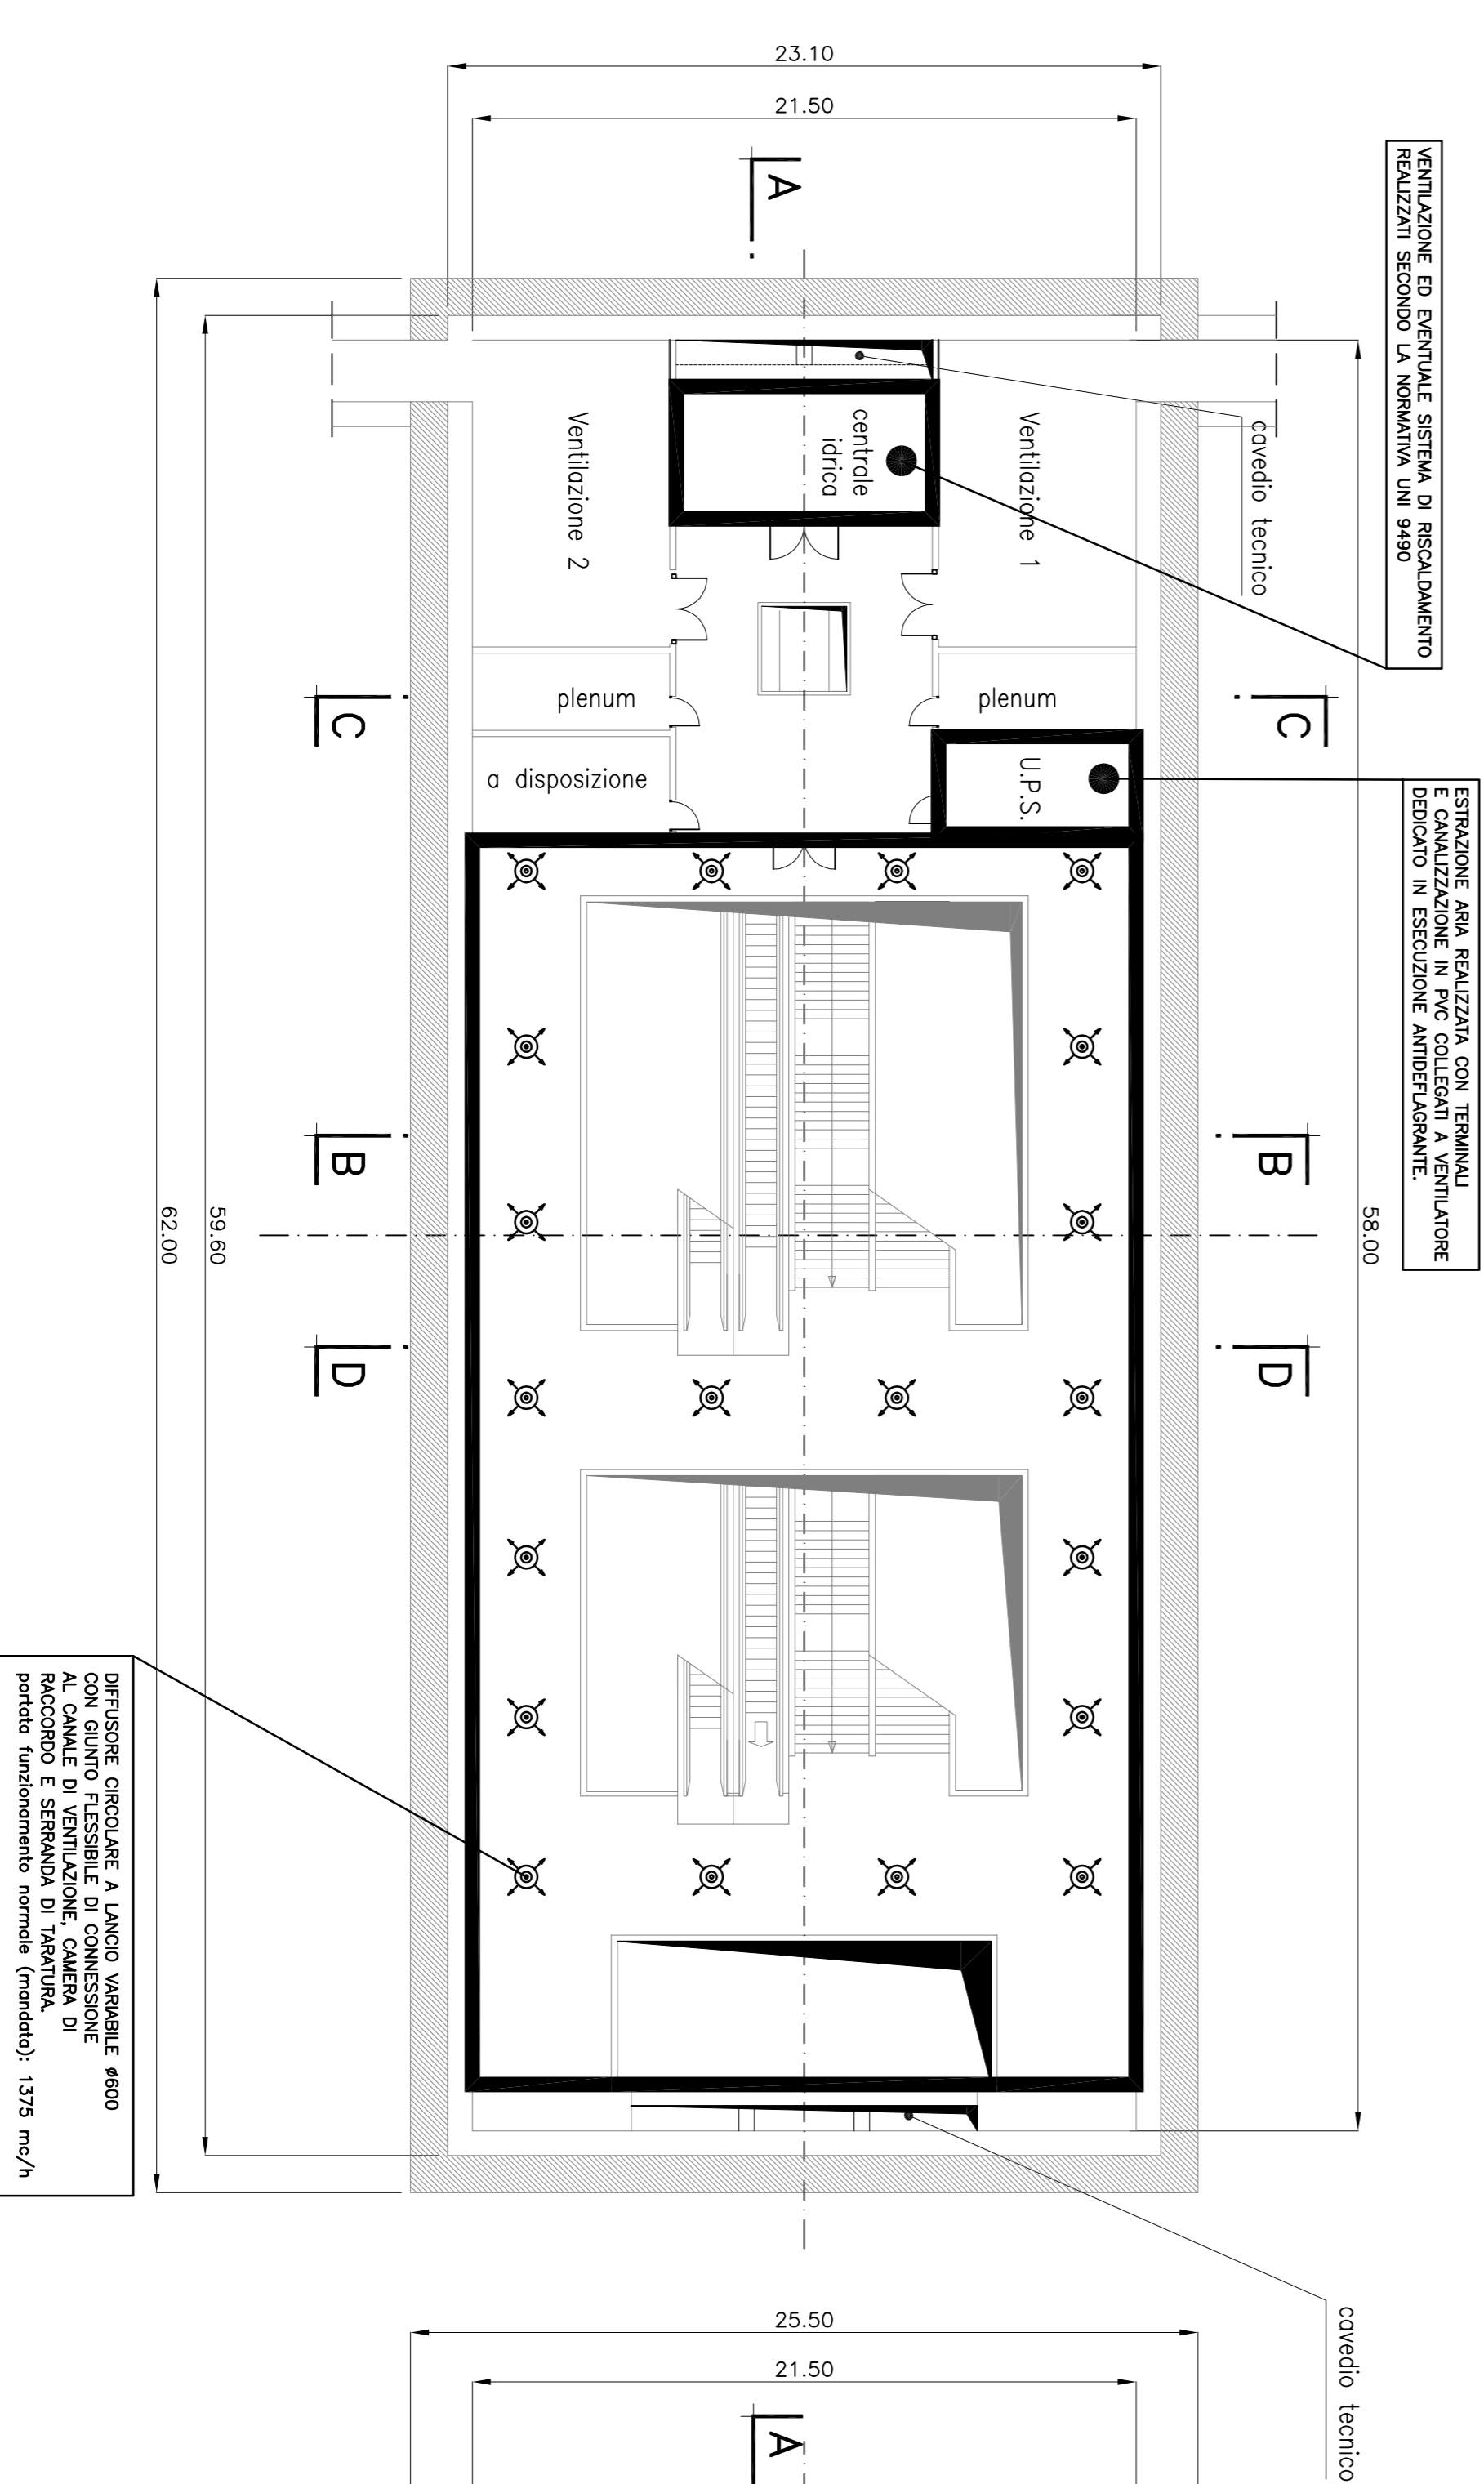 VENTILAZIONE ED EVENTUALE SISTEMA DI RISCALDAMENTO
REALIZZATI SECONDO LA NORMATIVA UNI 9490
ESTRAZIONE ARIA REALIZZATA CON TERMINALI
E CANALIZZAZIONE IN PVC COLLEGATI A VENTILATORE
DEDICATO IN ESECUZIONE ANTIDEFLAGRANTE.
cavedio tecnico
cavedio tecnico
58.00
23.10
21.50
A
C
B
D
Ventilazione 1
plenum
U.P.S.
centrale
idrica
Ventilazione 2
plenum
a disposizione
C
B
D
59.60
62.00
25.50
21.50
A
DIFFUSORE CIRCOLARE A LANCIO VARIABILE ø600
CON GIUNTO FLESSIBILE DI CONNESSIONE
AL CANALE DI VENTILAZIONE, CAMERA DI
RACCORDO E SERRANDA DI TARATURA.
portata funzionamento normale (mandata): 1375 mc/h